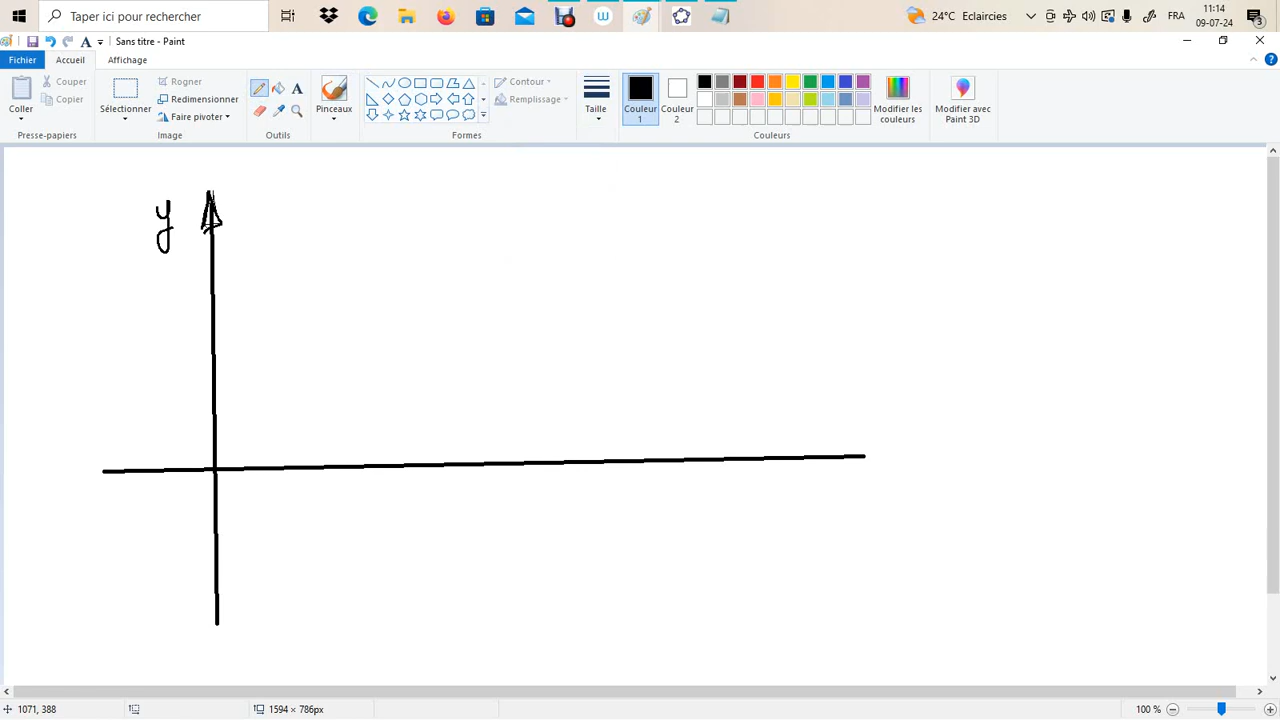 Taper ici pour rechercher
24°C Eclaircies
FRA
11:14
09-07-24
3
Sans titre - Paint
Fichier
Accueil
Affichage
Coller
Couper
Copier
Presse-papiers
Sélectionner
Rogner
Redimensionner
Faire pivoter
Image
A
Outils
Pinceaux
Contour
Remplissage
Formes
Taille
Couleur 1
Couleur 2
Couleurs
Modifier les couleurs
Modifier avec Paint 3D
y
1071, 388
1594 × 786px
100 %